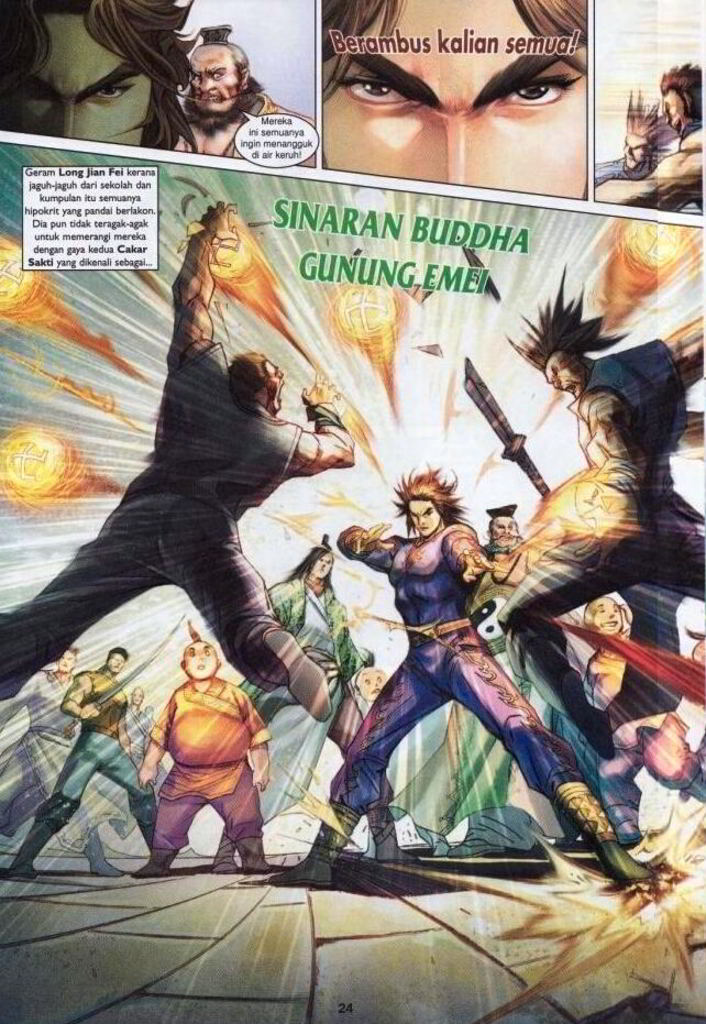 Mereka
ini semuanya
ingin menangguk
di air keruh!
Berambus kalian semua!
Geram Long Jian Fei kerana
jaguh-jaguh dari sekolah dan
kumpulan itu semuanya
hipokrit yang pandai berlakon.
Dia pun tidak teragak-agak
untuk memerangi mereka
dengan gaya kedua Cakar
Sakti yang dikenali sebagai...
SINARAN BUDDHA
GUNUNG EMEI
24